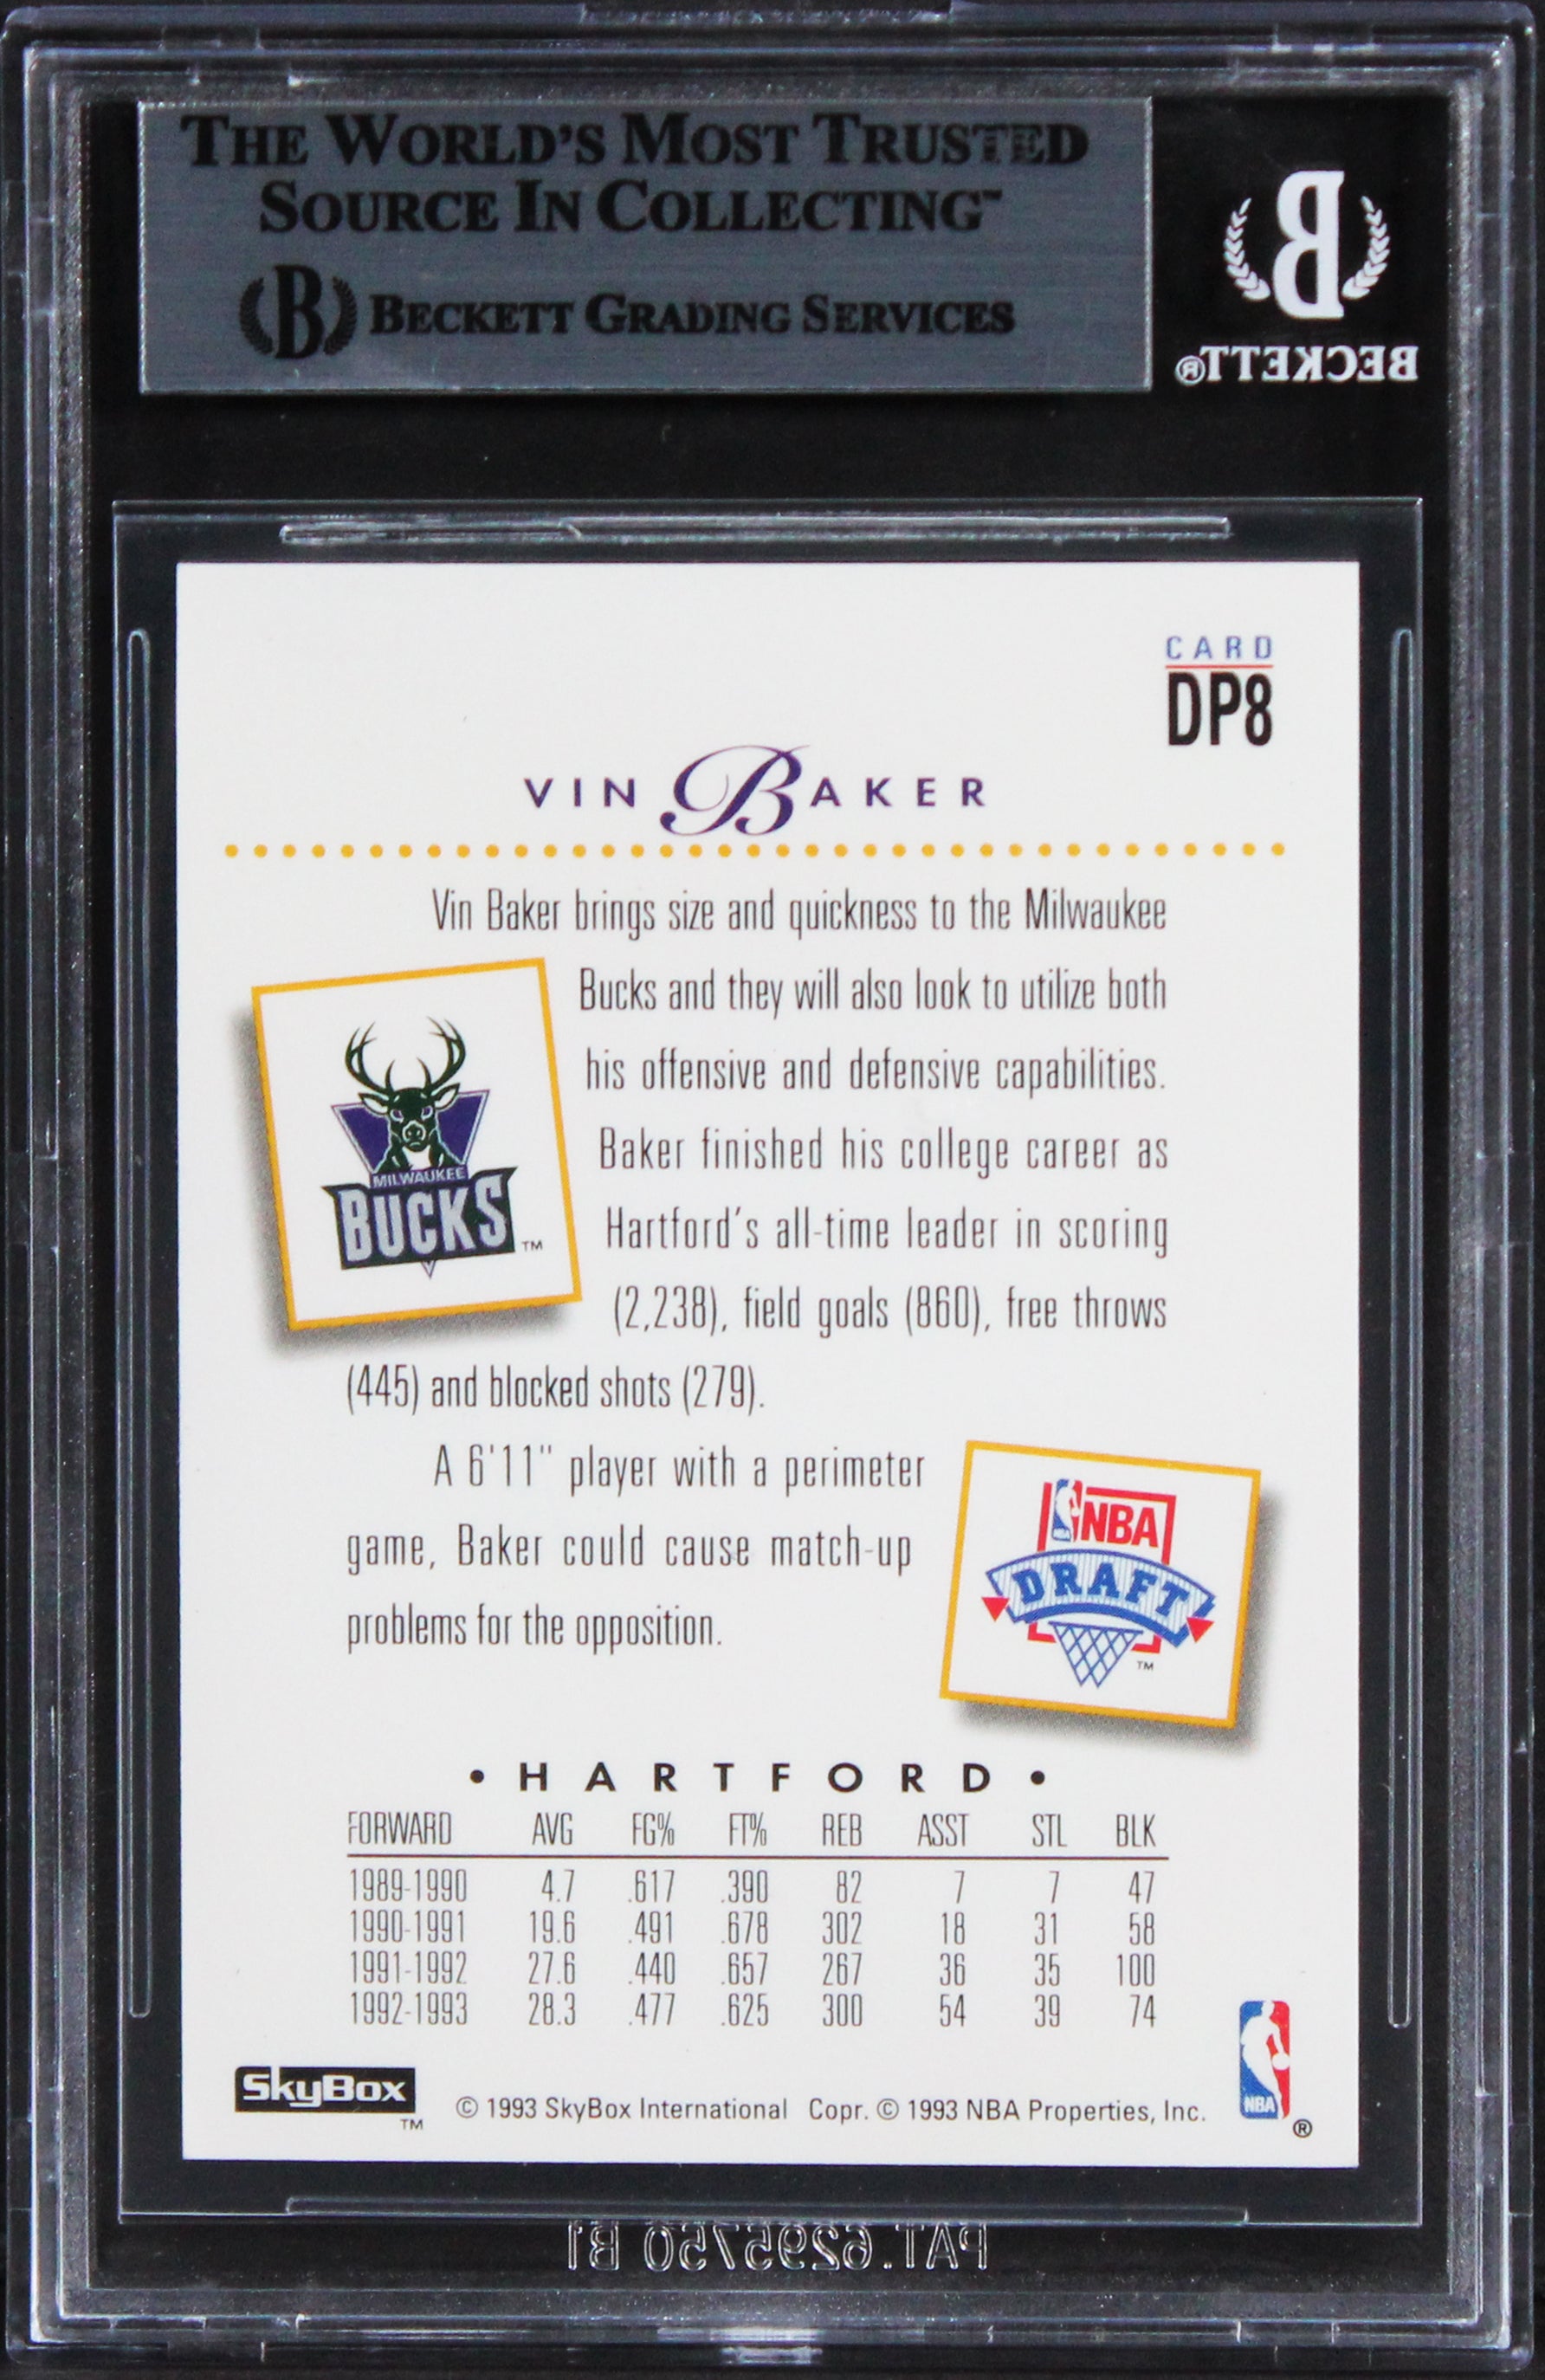 THE WORLD'S MOST TRUSTED
SOURCE IN COLLECTING™
B BECKETT GRADING SERVICES
B
BECKETT®
CARD
DP8
VIN BAKER
Vin Baker brings size and quickness to the Milwaukee
Bucks and they will also look to utilize both
his offensive and defensive capabilities.
Baker finished his college career as
Hartford's all-time leader in scoring
(2,238), field goals (860), free throws
(445) and blocked shots (279).
MILWAUKEE
BUCKS ™
A 6'11" player with a perimeter
game, Baker could cause match-up
problems for the opposition.
NBA
NBA
DRAFT
™
• HARTFORD •
FORWARD AVG FG% FT% REB ASST STL BLK
1989-1990 4.7 .617 .390 82 7 7 47
1990-1991 19.6 .491 .678 302 18 31 58
1991-1992 27.6 .440 .657 267 36 35 100
1992-1993 28.3 .477 .625 300 54 39 74
SkyBox ™
© 1993 SkyBox International Copr. © 1993 NBA Properties, Inc.
NBA ®
PAT. 6295750 B1